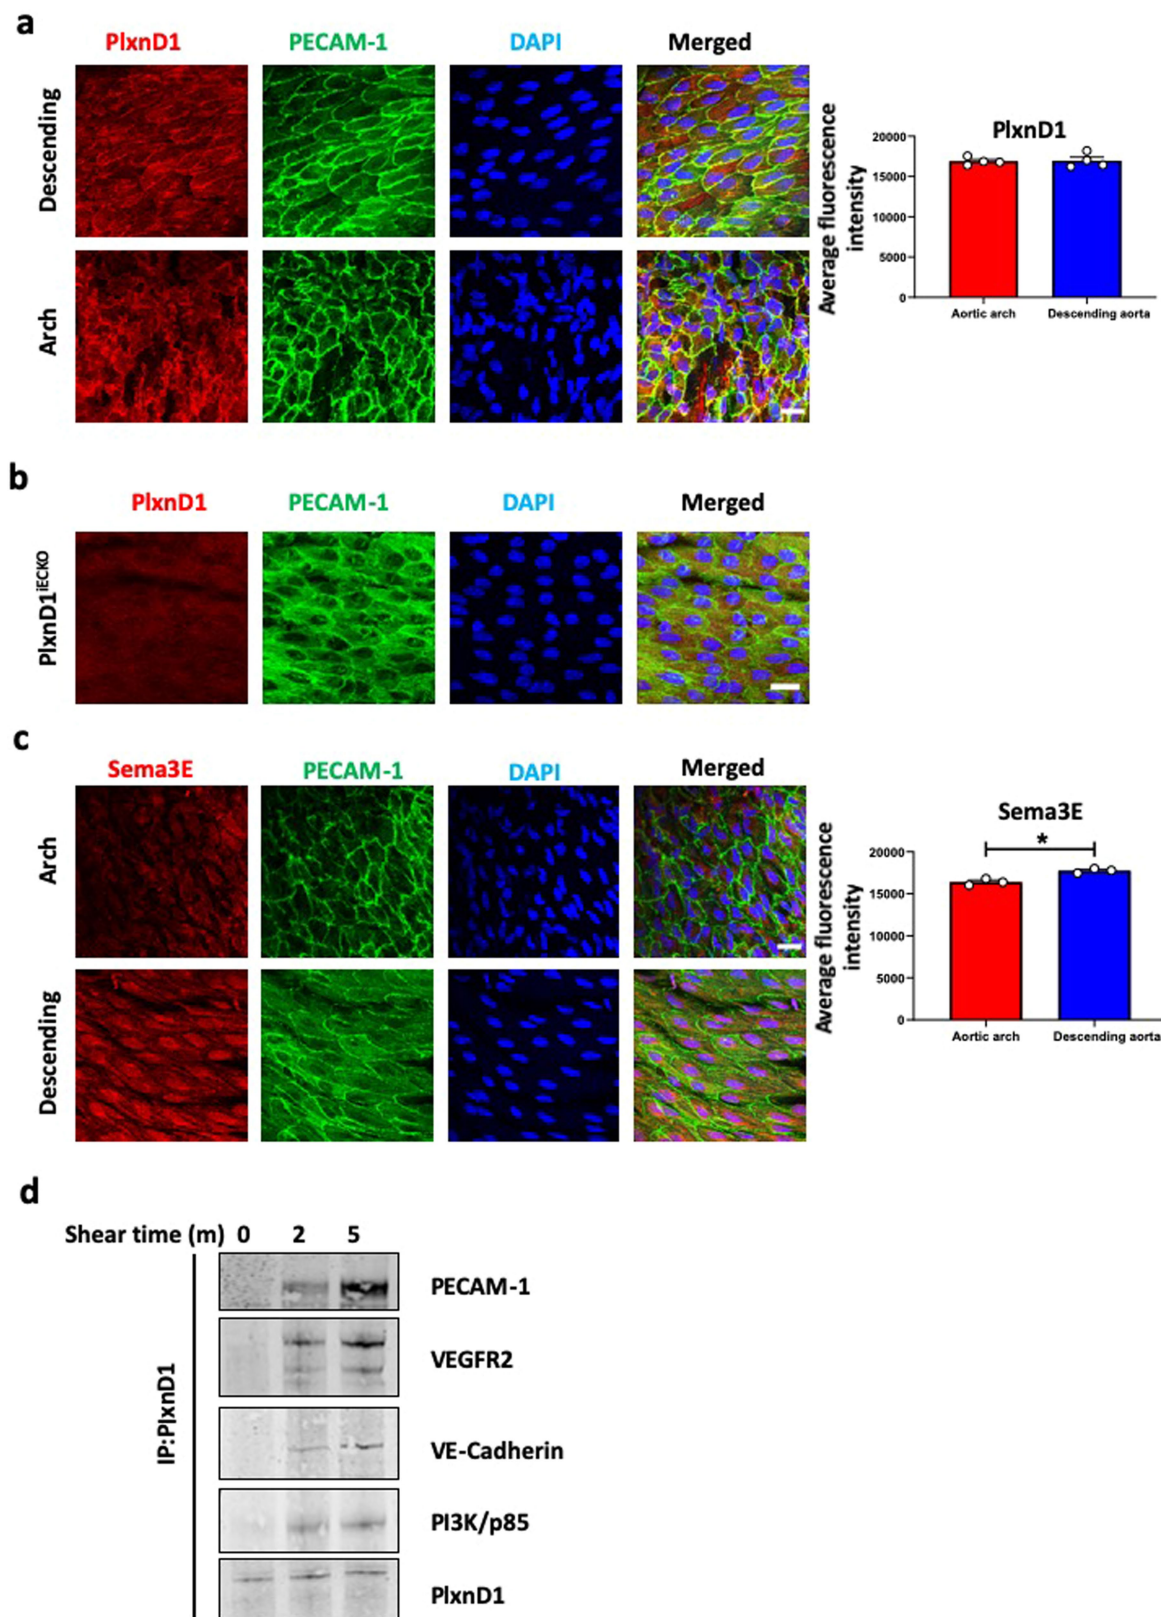 a
PlxnD1 PECAM-1 DAPI Merged
Descending
Arch
PlxnD1
Average fluorescence
intensity
20000
15000
10000
5000
0
Aortic arch Descending aorta
b
PlxnD1 PECAM-1 DAPI Merged
PlxnD1iECKO
c
Sema3E PECAM-1 DAPI Merged
Arch
Descending
Sema3E
*
Average fluorescence
intensity
20000
15000
10000
5000
0
Aortic arch Descending aorta
d
Shear time (m) 0 2 5
IP:PlxnD1
PECAM-1
VEGFR2
VE-Cadherin
PI3K/p85
PlxnD1